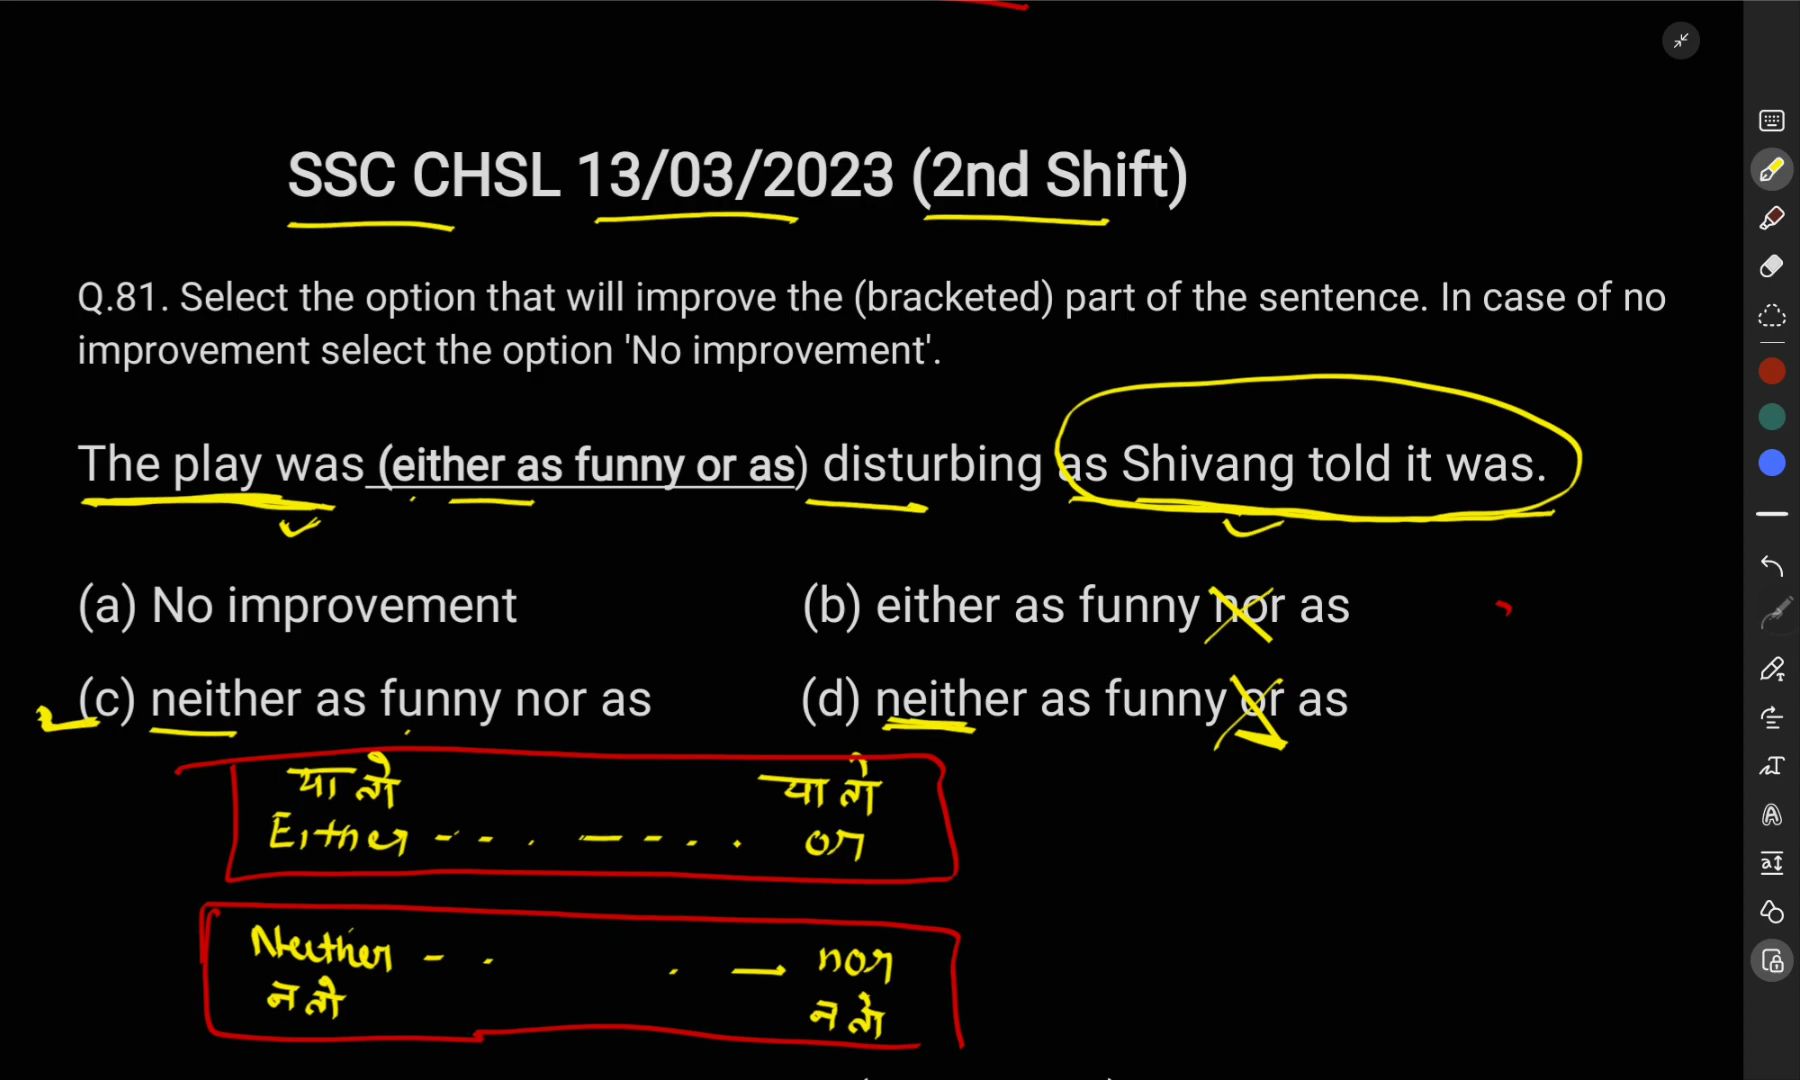 SSC CHSL 13/03/2023 (2nd Shift)
Q.81. Select the option that will improve the (bracketed) part of the sentence. In case of no
improvement select the option 'No improvement'.
The play was (either as funny or as) disturbing as Shivang told it was.
(a) No improvement (b) either as funny nor as
(c) neither as funny nor as (d) neither as funny or as
या तो या तो
Either - - . — - . . or
Neither - - . — nor
न तो न तो